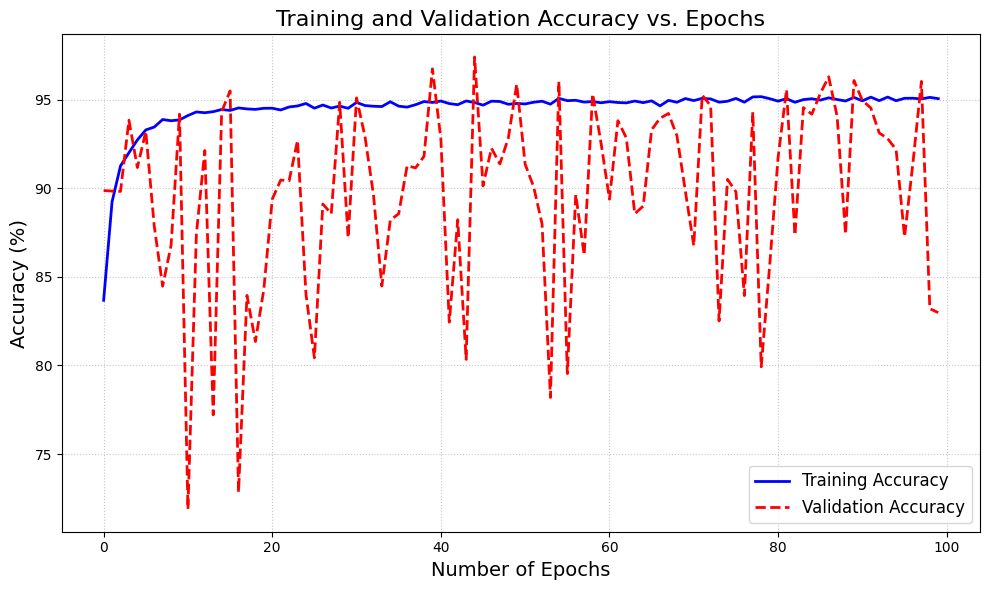 Training and Validation Accuracy vs. Epochs
Accuracy (%)
95
90
85
80
75
Training Accuracy
Validation Accuracy
0 20 40 60 80 100
Number of Epochs